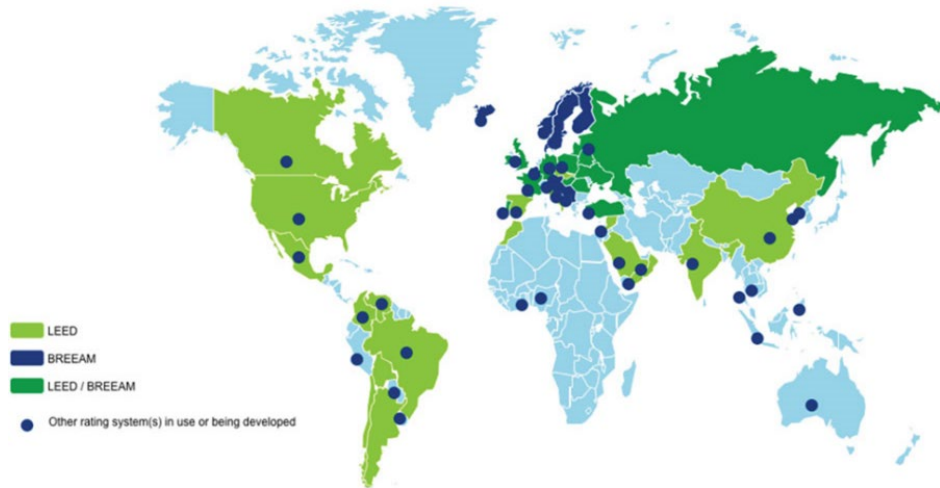 LEED
BREEAM
LEED / BREEAM
Other rating system(s) in use or being developed